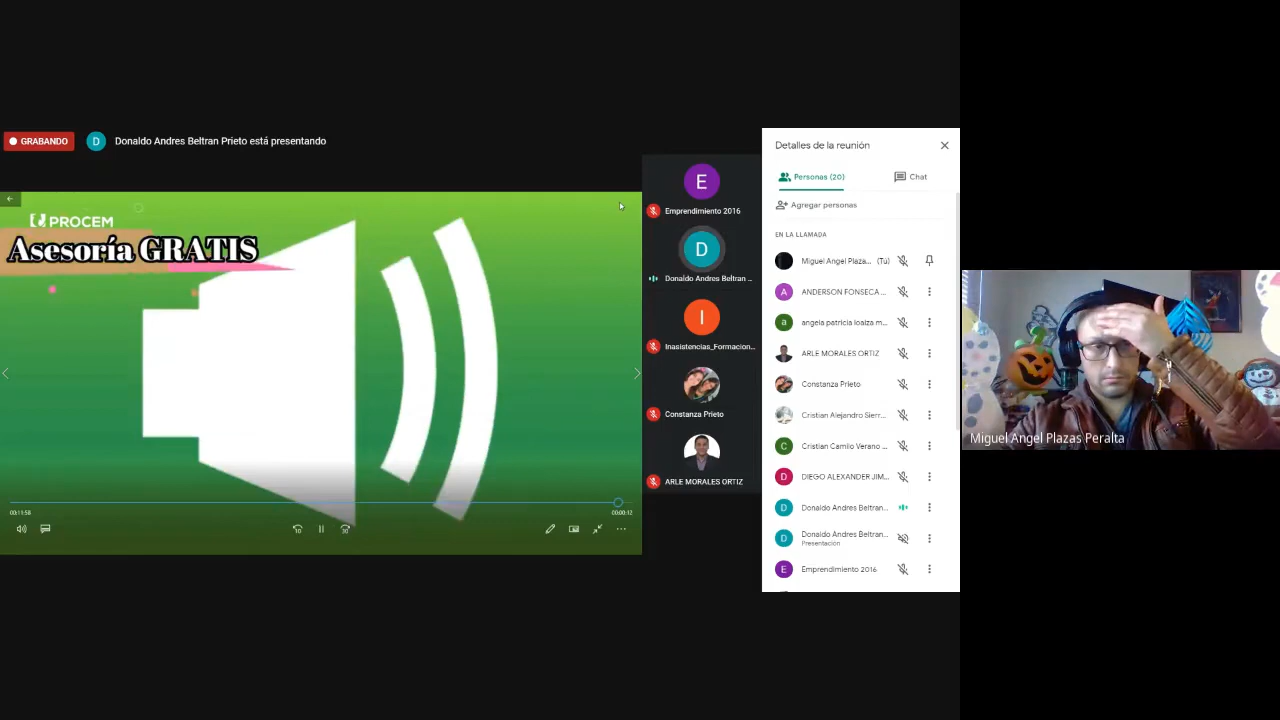 GRABANDO
D
Donaldo Andres Beltran Prieto está presentando
PROCEM
Asesoría GRATIS
00:11:58
00:00:12
10
30
E
Emprendimiento 2016
D
Donaldo Andres Beltran ...
I
Inasistencias_Formacion...
Constanza Prieto
ARLE MORALES ORTIZ
Detalles de la reunión
Personas (20)
Chat
Agregar personas
EN LA LLAMADA
Miguel Angel Plaza... (Tú)
A
ANDERSON FONSECA ...
a
angela patricia loaiza m...
ARLE MORALES ORTIZ
Constanza Prieto
Cristian Alejandro Sierr...
C
Cristian Camilo Verano ...
D
DIEGO ALEXANDER JIM...
D
Donaldo Andres Beltran...
D
Donaldo Andres Beltran...
Presentación
E
Emprendimiento 2016
Miguel Angel Plazas Peralta